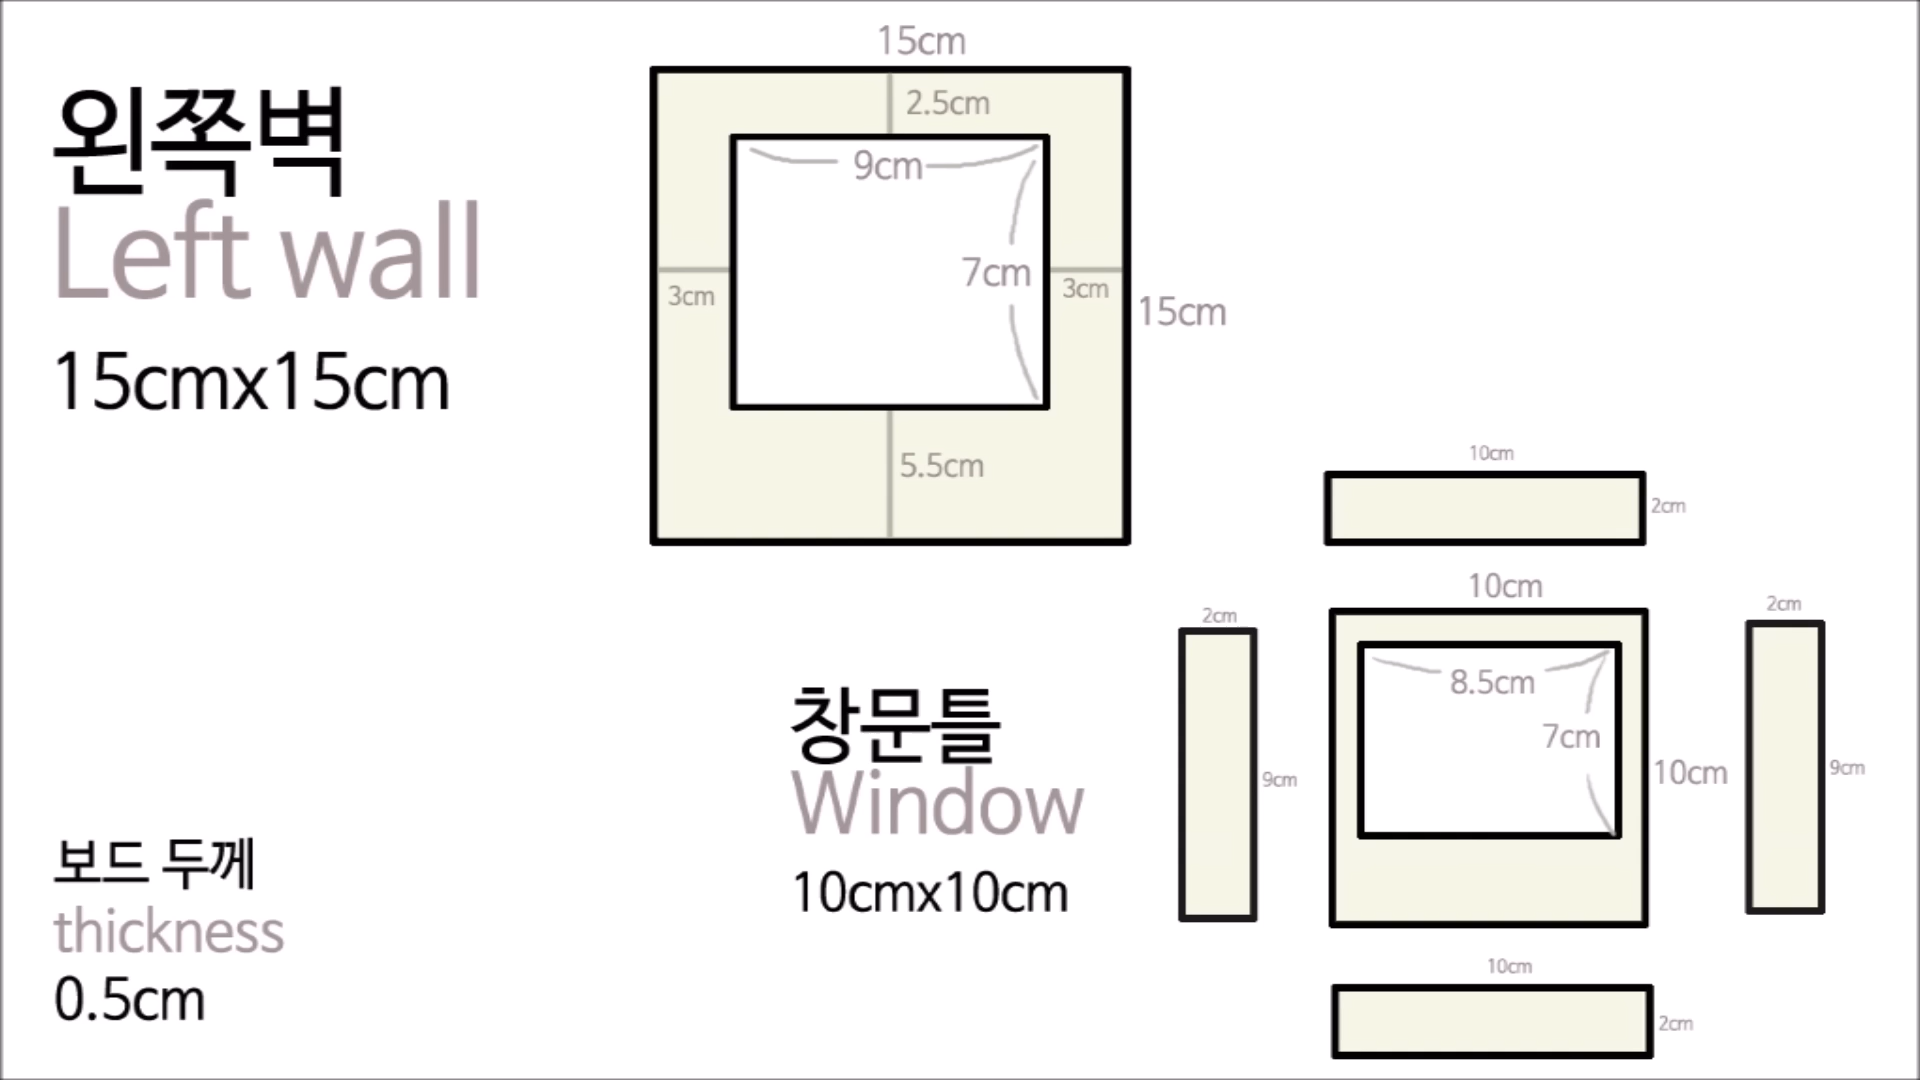 왼쪽벽
Left wall
15cmx15cm
15cm
2.5cm
9cm
7cm
3cm
3cm
15cm
5.5cm
창문틀
Window
10cmx10cm
10cm
2cm
10cm
2cm
9cm
8.5cm
7cm
10cm
2cm
9cm
10cm
2cm
보드 두께
thickness
0.5cm